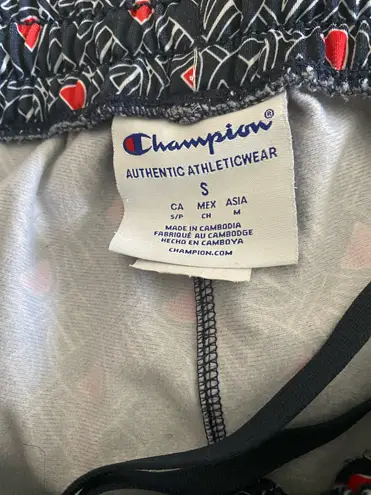 Champion®
AUTHENTIC ATHLETICWEAR
S
CA MEX ASIA
S/P CH M
MADE IN CAMBODIA
FABRIQUÉ AU CAMBODGE
HECHO EN CAMBOYA
CHAMPION.COM